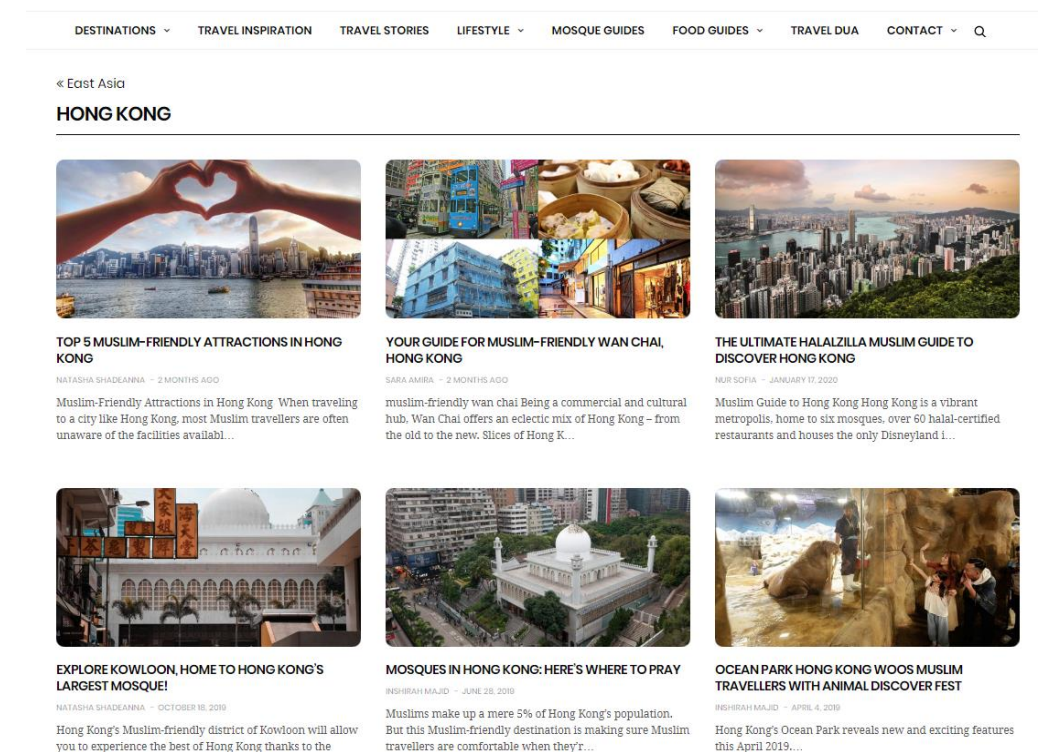 DESTINATIONS TRAVEL INSPIRATION TRAVEL STORIES LIFESTYLE MOSQUE GUIDES FOOD GUIDES TRAVEL DUA CONTACT
« East Asia
HONG KONG
TOP 5 MUSLIM-FRIENDLY ATTRACTIONS IN HONG
KONG
NATASHA SHADEANNA - 2 MONTHS AGO
Muslim-Friendly Attractions in Hong Kong When traveling
to a city like Hong Kong, most Muslim travellers are often
unaware of the facilities availabl…
YOUR GUIDE FOR MUSLIM-FRIENDLY WAN CHAI,
HONG KONG
SARA AMIRA - 2 MONTHS AGO
muslim-friendly wan chai Being a commercial and cultural
hub, Wan Chai offers an eclectic mix of Hong Kong – from
the old to the new. Slices of Hong K…
THE ULTIMATE HALALZILLA MUSLIM GUIDE TO
DISCOVER HONG KONG
NUR SOFIA - JANUARY 17, 2020
Muslim Guide to Hong Kong Hong Kong is a vibrant
metropolis, home to six mosques, over 60 halal-certified
restaurants and houses the only Disneyland i…
大家姐
海天堂
EXPLORE KOWLOON, HOME TO HONG KONG'S
LARGEST MOSQUE!
NATASHA SHADEANNA - OCTOBER 18, 2019
Hong Kong's Muslim-friendly district of Kowloon will allow
you to experience the best of Hong Kong thanks to the
MOSQUES IN HONG KONG: HERE'S WHERE TO PRAY
INSHIRAH MAJID - JUNE 28, 2019
Muslims make up a mere 5% of Hong Kong's population.
But this Muslim-friendly destination is making sure Muslim
travellers are comfortable when they'r…
OCEAN PARK HONG KONG WOOS MUSLIM
TRAVELLERS WITH ANIMAL DISCOVER FEST
INSHIRAH MAJID - APRIL 4, 2019
Hong Kong's Ocean Park reveals new and exciting features
this April 2019.…